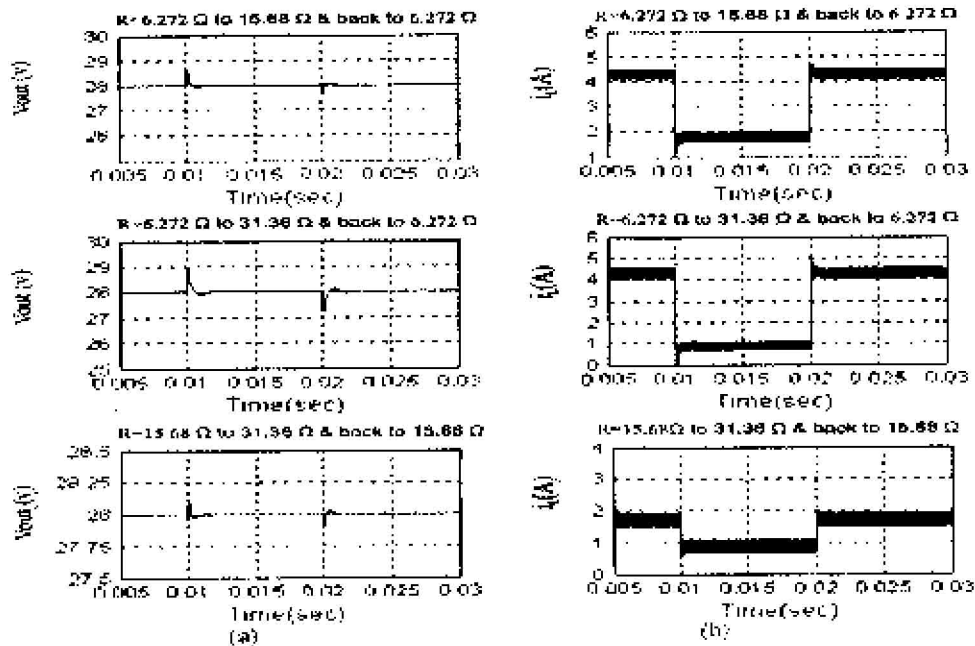 R=6.272 Ω to 15.68 Ω & back to 6.272 Ω
Vout(v)
30
29
28
27
26
0.005 0.01 0.015 0.02 0.025 0.03
Time(sec)
R=6.272 Ω to 31.36 Ω & back to 6.272 Ω
Vout(v)
30
29
28
27
26
25
0.005 0.01 0.015 0.02 0.025 0.03
Time(sec)
R=15.68 Ω to 31.36 Ω & back to 15.68 Ω
Vout(v)
28.5
28.25
28
27.75
27.5
0.005 0.01 0.015 0.02 0.025 0.03
Time(sec)
(a)
R=6.272 Ω to 15.68 Ω & back to 6.272 Ω
iL(A)
6
5
4
3
2
1
0.005 0.01 0.015 0.02 0.025 0.03
Time(sec)
R=6.272 Ω to 31.36 Ω & back to 6.272 Ω
iL(A)
6
5
4
3
2
1
0
0.005 0.01 0.015 0.02 0.025 0.03
Time(sec)
R=15.68Ω to 31.36 Ω & back to 15.68 Ω
iL(A)
4
3
2
1
0
0.005 0.01 0.015 0.02 0.025 0.03
Time(sec)
(b)